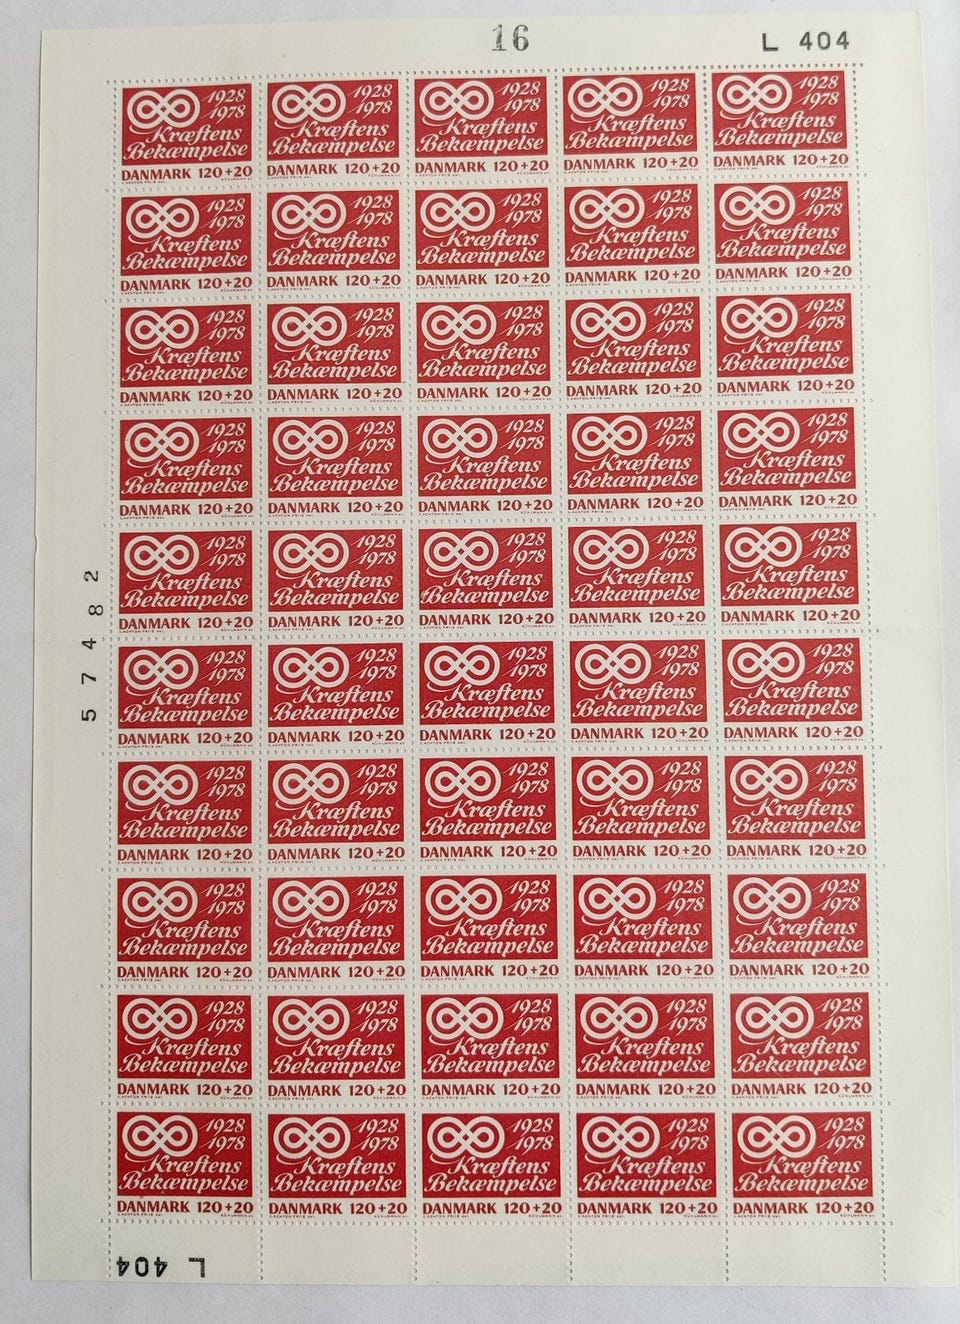 16 L 404
1928 1928 1928 1928 1928
1978 1978 1978 1978 1978
Kræftens Kræftens Kræftens Kræftens Kræftens
Bekæmpelse Bekæmpelse Bekæmpelse Bekæmpelse Bekæmpelse
DANMARK 120+20 DANMARK 120+20 DANMARK 120+20 DANMARK 120+20 DANMARK 120+20
1928 1928 1928 1928 1928
1978 1978 1978 1978 1978
Kræftens Kræftens Kræftens Kræftens Kræftens
Bekæmpelse Bekæmpelse Bekæmpelse Bekæmpelse Bekæmpelse
DANMARK 120+20 DANMARK 120+20 DANMARK 120+20 DANMARK 120+20 DANMARK 120+20
1928 1928 1928 1928 1928
1978 1978 1978 1978 1978
Kræftens Kræftens Kræftens Kræftens Kræftens
Bekæmpelse Bekæmpelse Bekæmpelse Bekæmpelse Bekæmpelse
DANMARK 120+20 DANMARK 120+20 DANMARK 120+20 DANMARK 120+20 DANMARK 120+20
1928 1928 1928 1928 1928
1978 1978 1978 1978 1978
Kræftens Kræftens Kræftens Kræftens Kræftens
Bekæmpelse Bekæmpelse Bekæmpelse Bekæmpelse Bekæmpelse
DANMARK 120+20 DANMARK 120+20 DANMARK 120+20 DANMARK 120+20 DANMARK 120+20
57482
1928 1928 1928 1928 1928
1978 1978 1978 1978 1978
Kræftens Kræftens Kræftens Kræftens Kræftens
Bekæmpelse Bekæmpelse Bekæmpelse Bekæmpelse Bekæmpelse
DANMARK 120+20 DANMARK 120+20 DANMARK 120+20 DANMARK 120+20 DANMARK 120+20
1928 1928 1928 1928 1928
1978 1978 1978 1978 1978
Kræftens Kræftens Kræftens Kræftens Kræftens
Bekæmpelse Bekæmpelse Bekæmpelse Bekæmpelse Bekæmpelse
DANMARK 120+20 DANMARK 120+20 DANMARK 120+20 DANMARK 120+20 DANMARK 120+20
1928 1928 1928 1928 1928
1978 1978 1978 1978 1978
Kræftens Kræftens Kræftens Kræftens Kræftens
Bekæmpelse Bekæmpelse Bekæmpelse Bekæmpelse Bekæmpelse
DANMARK 120+20 DANMARK 120+20 DANMARK 120+20 DANMARK 120+20 DANMARK 120+20
1928 1928 1928 1928 1928
1978 1978 1978 1978 1978
Kræftens Kræftens Kræftens Kræftens Kræftens
Bekæmpelse Bekæmpelse Bekæmpelse Bekæmpelse Bekæmpelse
DANMARK 120+20 DANMARK 120+20 DANMARK 120+20 DANMARK 120+20 DANMARK 120+20
1928 1928 1928 1928 1928
1978 1978 1978 1978 1978
Kræftens Kræftens Kræftens Kræftens Kræftens
Bekæmpelse Bekæmpelse Bekæmpelse Bekæmpelse Bekæmpelse
DANMARK 120+20 DANMARK 120+20 DANMARK 120+20 DANMARK 120+20 DANMARK 120+20
1928 1928 1928 1928 1928
1978 1978 1978 1978 1978
Kræftens Kræftens Kræftens Kræftens Kræftens
Bekæmpelse Bekæmpelse Bekæmpelse Bekæmpelse Bekæmpelse
DANMARK 120+20 DANMARK 120+20 DANMARK 120+20 DANMARK 120+20 DANMARK 120+20
L 404